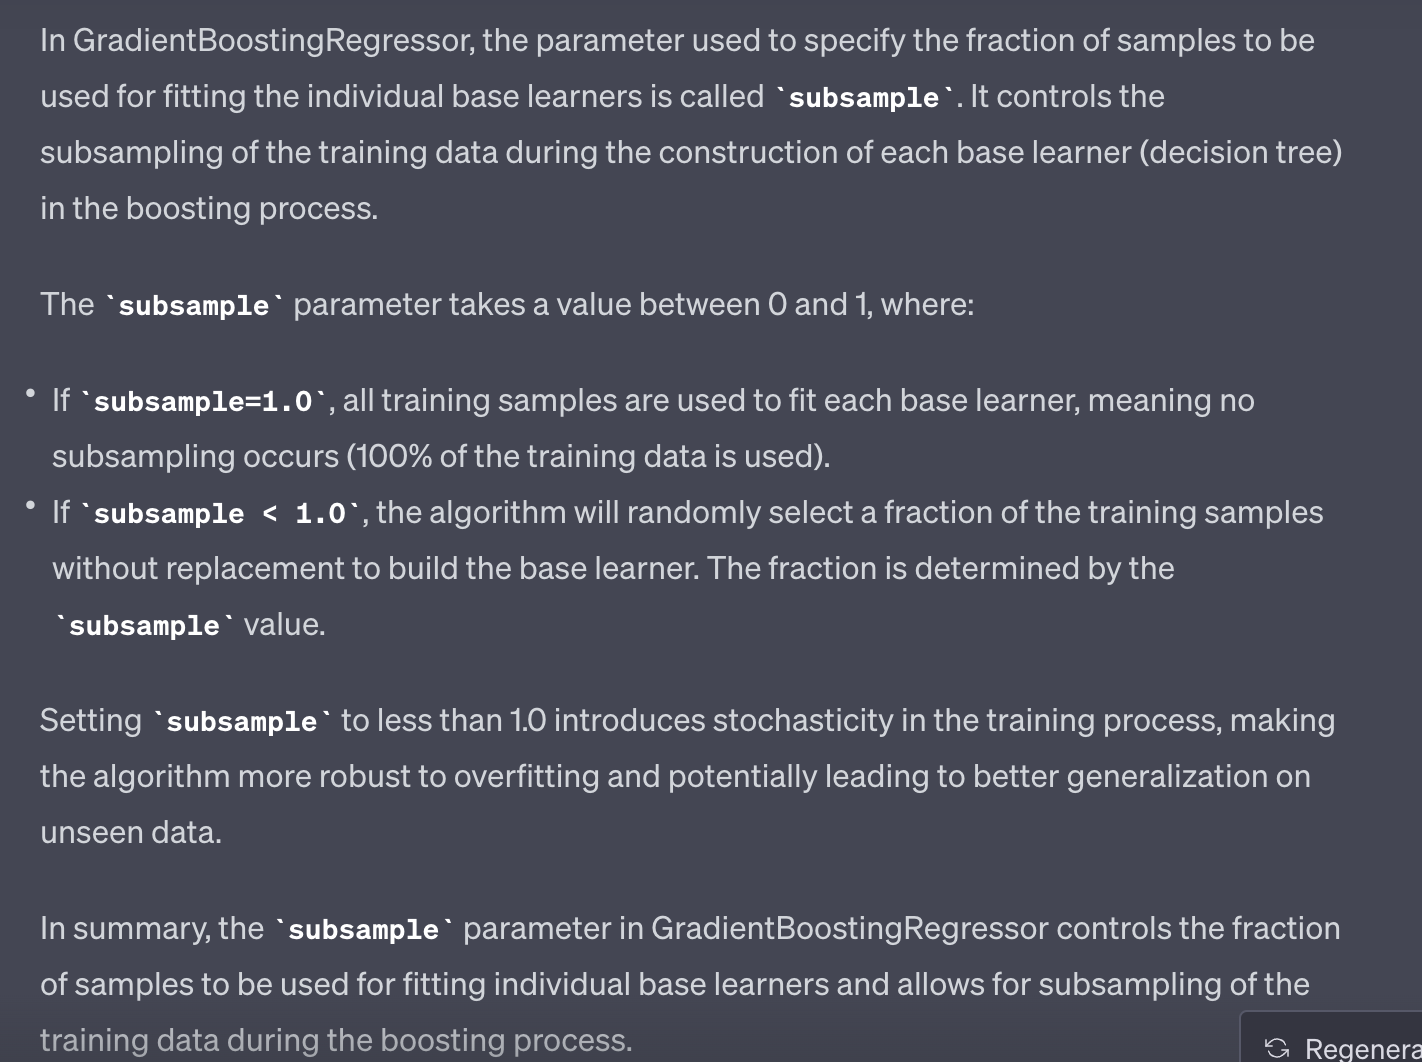 In GradientBoostingRegressor, the parameter used to specify the fraction of samples to be
used for fitting the individual base learners is called `subsample`. It controls the
subsampling of the training data during the construction of each base learner (decision tree)
in the boosting process.
The `subsample` parameter takes a value between 0 and 1, where:
• If `subsample=1.0`, all training samples are used to fit each base learner, meaning no
subsampling occurs (100% of the training data is used).
• If `subsample < 1.0`, the algorithm will randomly select a fraction of the training samples
without replacement to build the base learner. The fraction is determined by the
`subsample` value.
Setting `subsample` to less than 1.0 introduces stochasticity in the training process, making
the algorithm more robust to overfitting and potentially leading to better generalization on
unseen data.
In summary, the `subsample` parameter in GradientBoostingRegressor controls the fraction
of samples to be used for fitting individual base learners and allows for subsampling of the
training data during the boosting process.
Regenera